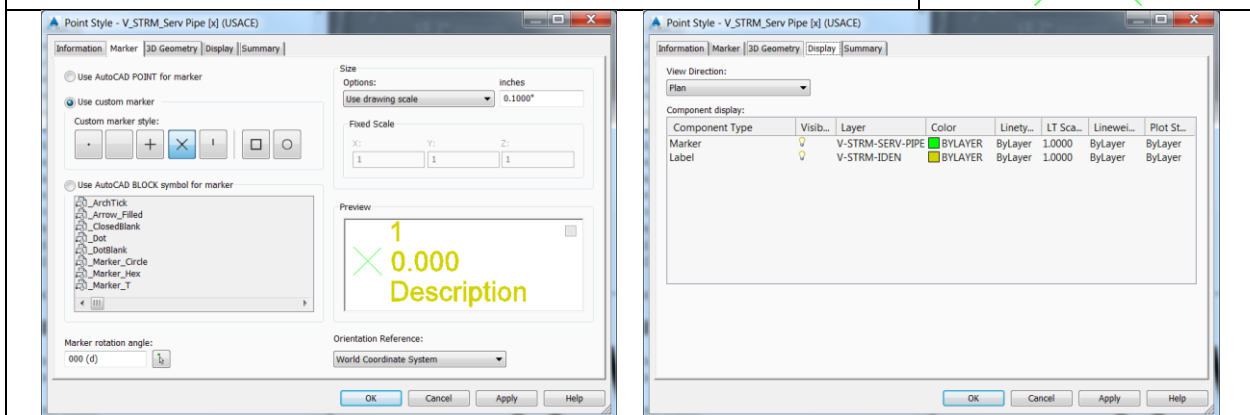 Point Style - V_STRM_Serv Pipe [x] (USACE)
Information Marker 3D Geometry Display Summary
Use AutoCAD POINT for marker
Use custom marker
Custom marker style:
Use AutoCAD BLOCK symbol for marker
_ArchTick
_Arrow_Filled
_ClosedBlank
_Dot
_DotBlank
_Marker_Circle
_Marker_Hex
_Marker_T
Marker rotation angle:
000 (d)
Size
Options: inches
Use drawing scale 0.1000"
Fixed Scale
X: Y: Z:
1 1 1
Preview
1
0.000
Description
Orientation Reference:
World Coordinate System
OK Cancel Apply Help
Point Style - V_STRM_Serv Pipe [x] (USACE)
Information Marker 3D Geometry Display Summary
View Direction:
Plan
Component display:
Component Type Visib... Layer Color Linety... LT Sca... Linewei... Plot St...
Marker V-STRM-SERV-PIPE BYLAYER ByLayer 1.0000 ByLayer ByLayer
Label V-STRM-IDEN BYLAYER ByLayer 1.0000 ByLayer ByLayer
OK Cancel Apply Help